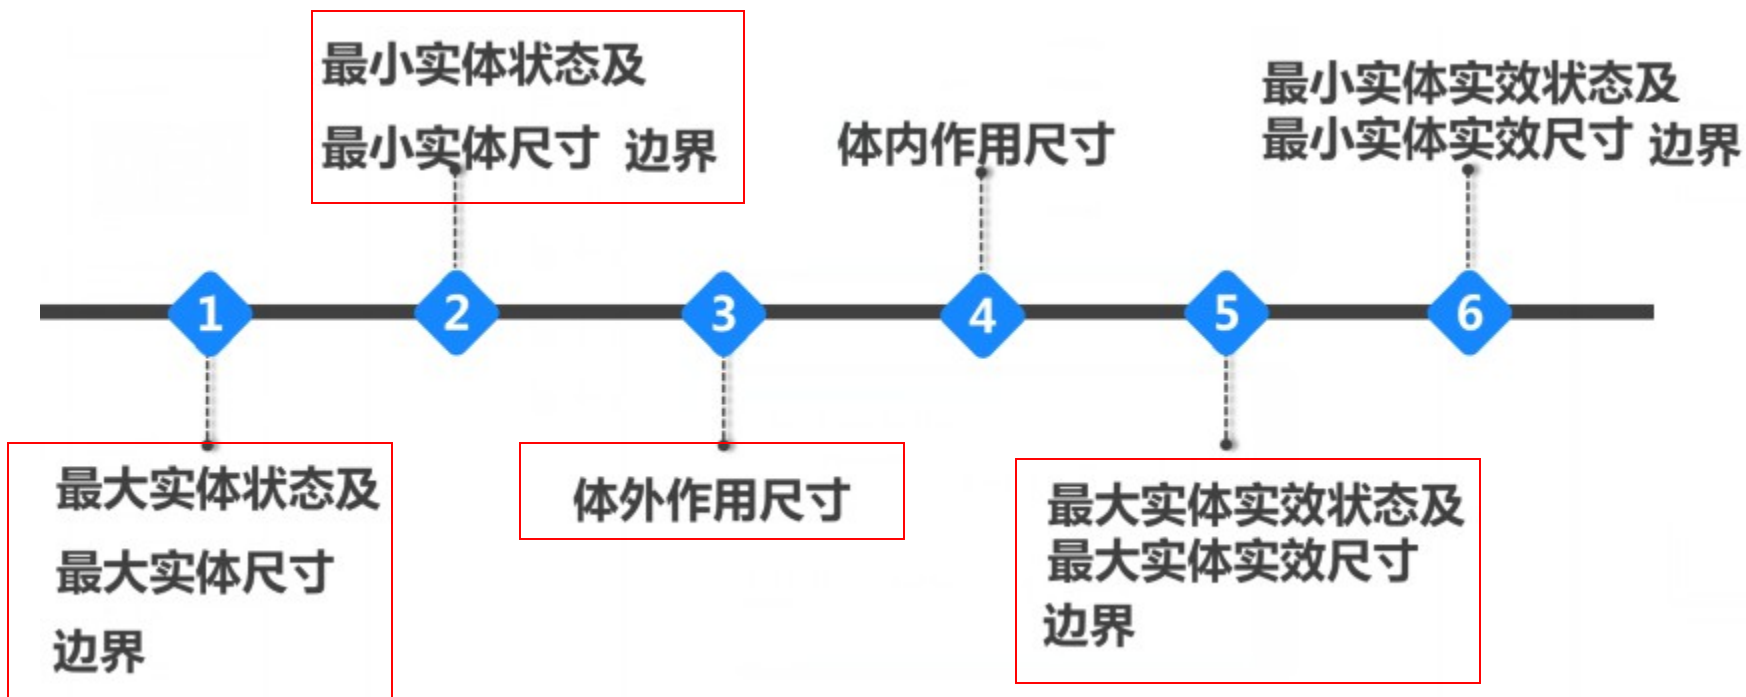 最小实体状态及
最小实体尺寸 边界
体内作用尺寸
最小实体实效状态及
最小实体实效尺寸 边界
1
2
3
4
5
6
最大实体状态及
最大实体尺寸
边界
体外作用尺寸
最大实体实效状态及
最大实体实效尺寸
边界